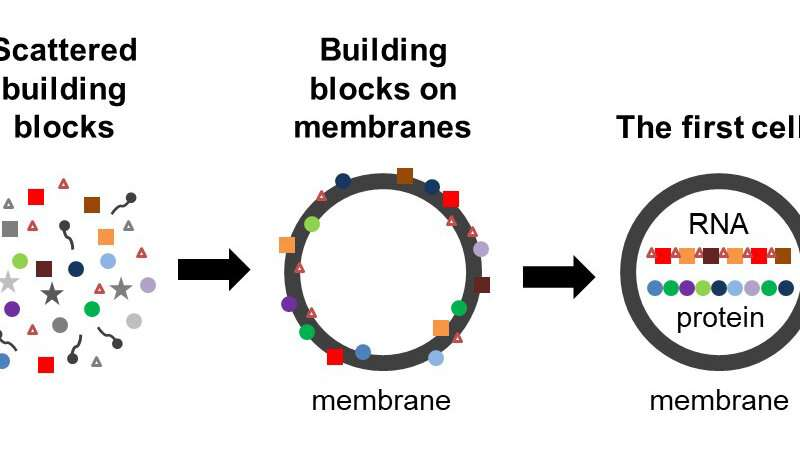 Scattered
building
blocks
Building
blocks on
membranes
The first cell
RNA
protein
membrane
membrane